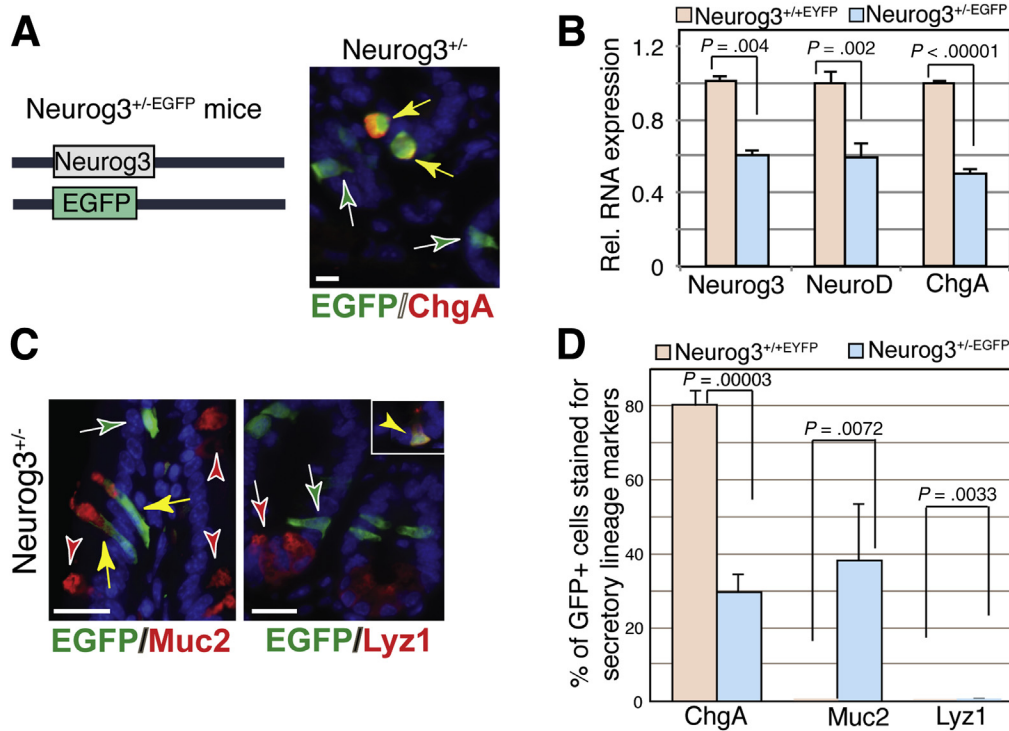 A
Neurog3+/-EGFP mice
Neurog3
EGFP
Neurog3+/-
EGFP/ChgA
B
Neurog3+/+EYFP
Neurog3+/-EGFP
Rel. RNA expression
1.2
0.8
0.4
0
P = .004
P = .002
P < .00001
Neurog3
NeuroD
ChgA
C
Neurog3+/-
EGFP/Muc2
EGFP/Lyz1
D
Neurog3+/+EYFP
Neurog3+/-EGFP
% of GFP+ cells stained for
secretory lineage markers
80
60
40
20
0
P = .00003
P = .0072
P = .0033
ChgA
Muc2
Lyz1